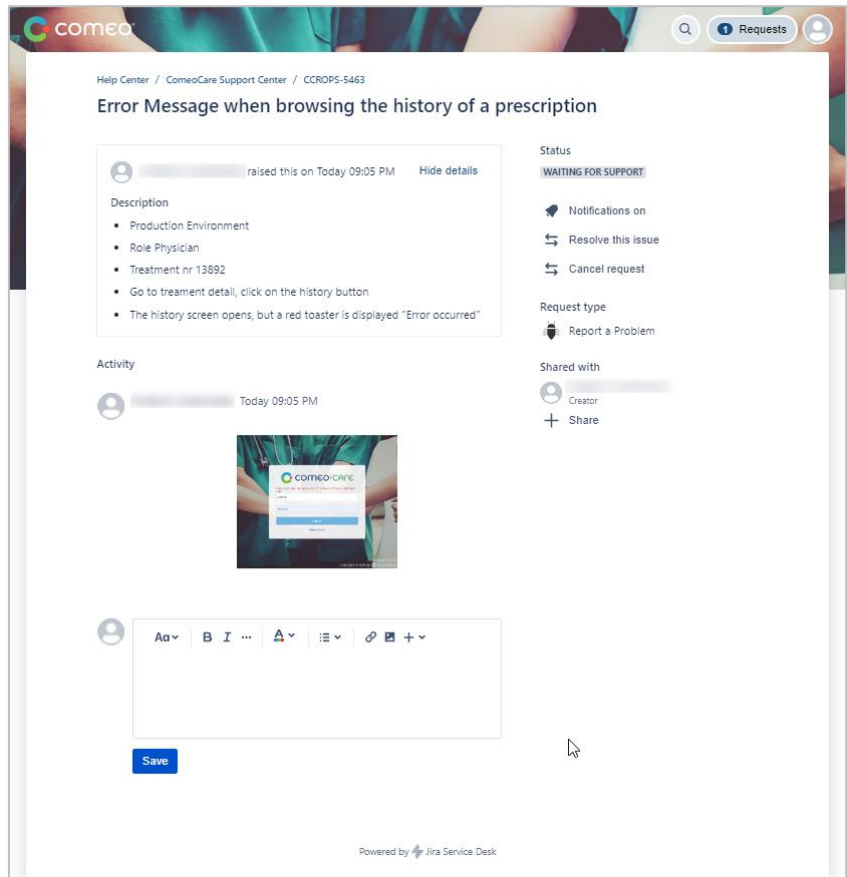 comeo
1 Requests
Help Center / ComeoCare Support Center / CCROPS-5463
Error Message when browsing the history of a prescription
raised this on Today 09:05 PM Hide details
Description
• Production Environment
• Role Physician
• Treatment nr 13892
• Go to treament detail, click on the history button
• The history screen opens, but a red toaster is displayed "Error occurred"
Status
WAITING FOR SUPPORT
Notifications on
Resolve this issue
Cancel request
Request type
Report a Problem
Shared with
Creator
Share
Activity
Today 09:05 PM
comeo-care
Aa B I ... A
Save
Powered by Jira Service Desk